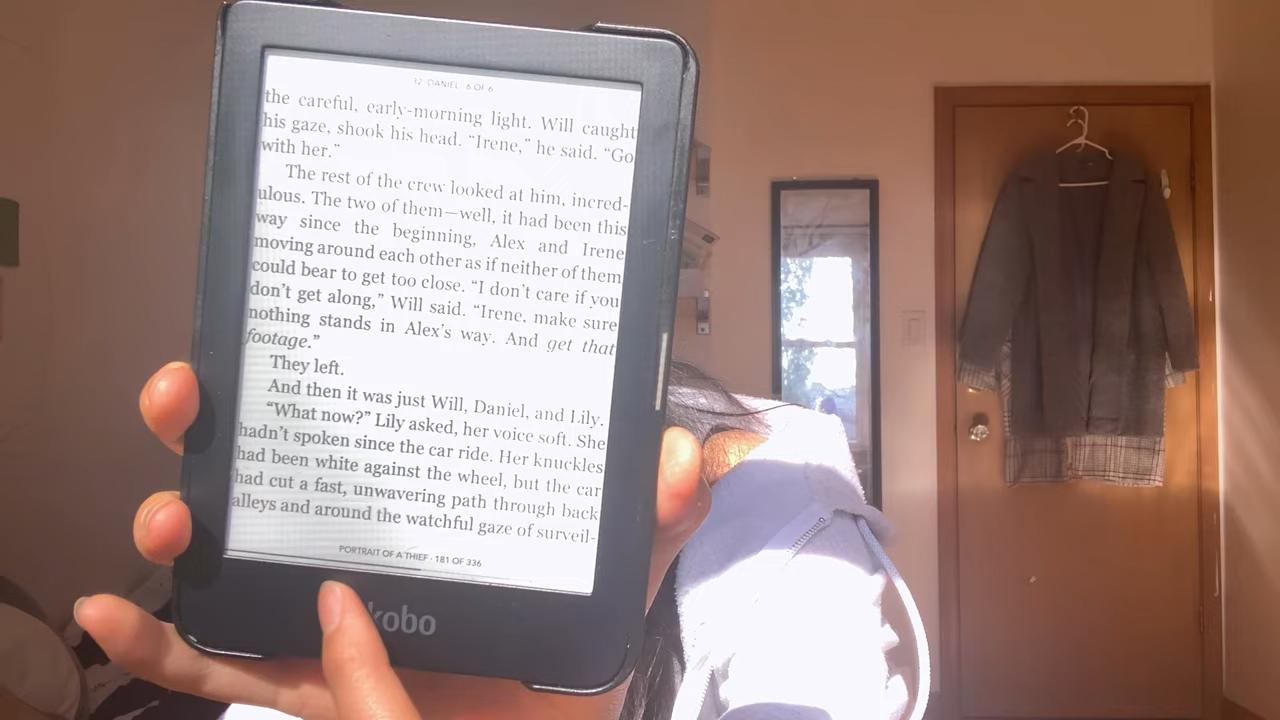 32 DANIEL · 6 OF 6
the careful, early-morning light. Will caught
his gaze, shook his head. “Irene,” he said. “Go
with her.”
The rest of the crew looked at him, incred-
ulous. The two of them—well, it had been this
way since the beginning, Alex and Irene
moving around each other as if neither of them
could bear to get too close. “I don’t care if you
don’t get along,” Will said. “Irene, make sure
nothing stands in Alex’s way. And get that
footage.”
They left.
And then it was just Will, Daniel, and Lily.
“What now?” Lily asked, her voice soft. She
hadn’t spoken since the car ride. Her knuckles
had been white against the wheel, but the car
had cut a fast, unwavering path through back
alleys and around the watchful gaze of surveil-
PORTRAIT OF A THIEF · 181 OF 336
kobo